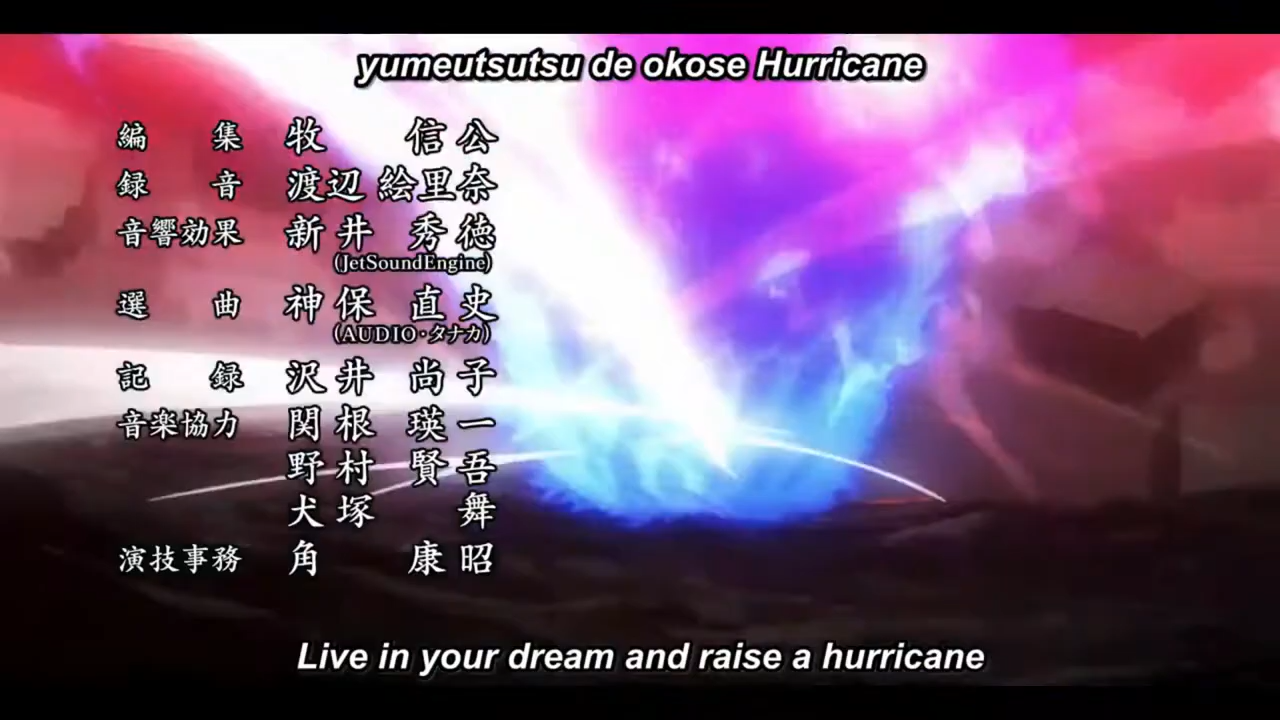 yumeutsutsu de okose Hurricane
編集 牧 信公
録音 渡辺 絵里奈
音響効果 新井 秀徳
(JetSoundEngine)
選曲 神保 直史
(AUDIO・タナカ)
記録 沢井 尚子
音楽協力 関根 瑛一
野村 賢吾
犬塚 舞
演技事務 角 康昭
Live in your dream and raise a hurricane